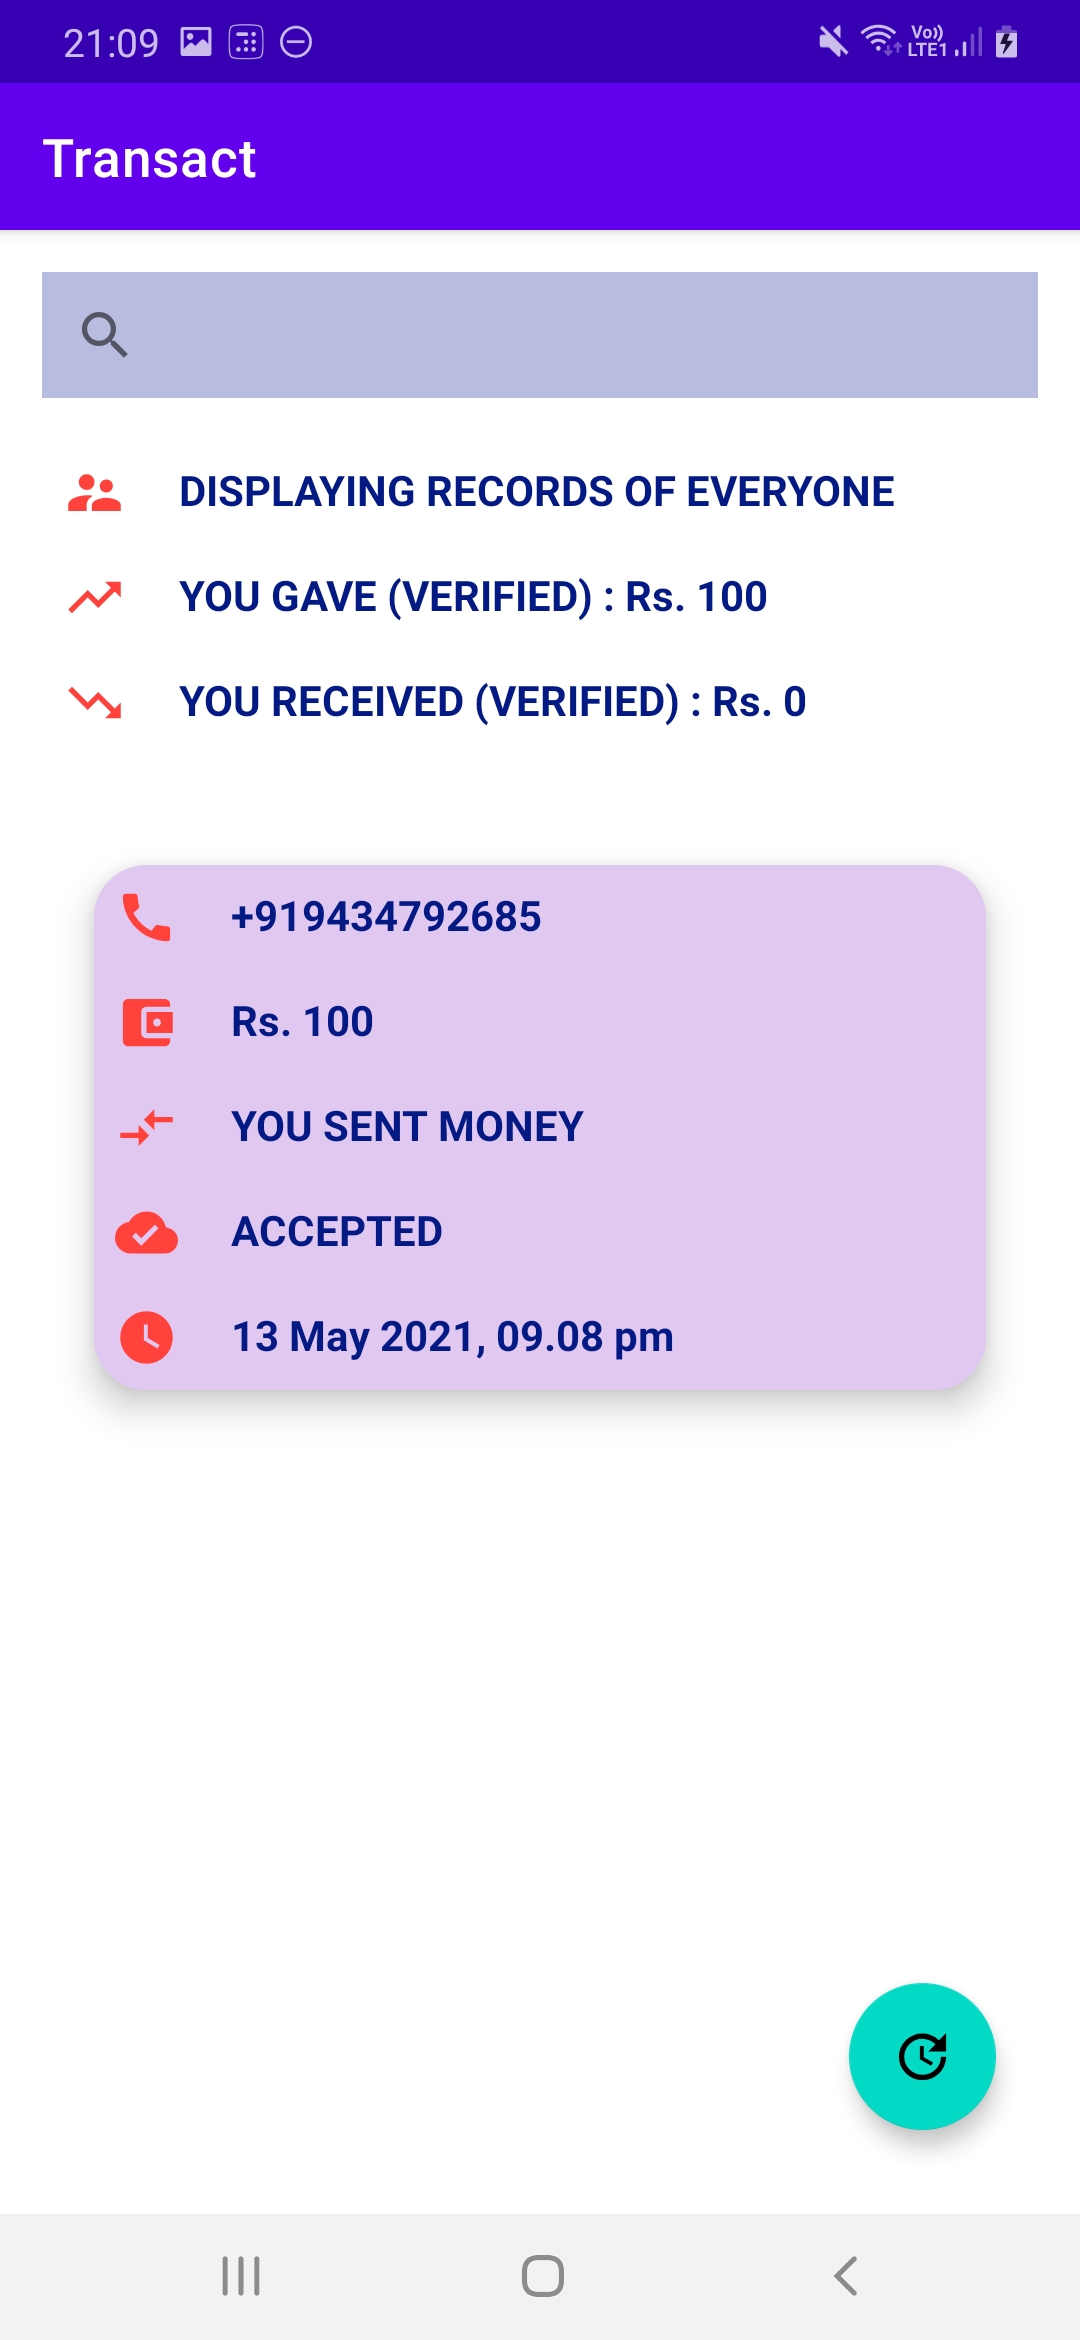 21:09
Vo)) LTE1
Transact
DISPLAYING RECORDS OF EVERYONE
YOU GAVE (VERIFIED) : Rs. 100
YOU RECEIVED (VERIFIED) : Rs. 0
+919434792685
Rs. 100
YOU SENT MONEY
ACCEPTED
13 May 2021, 09.08 pm